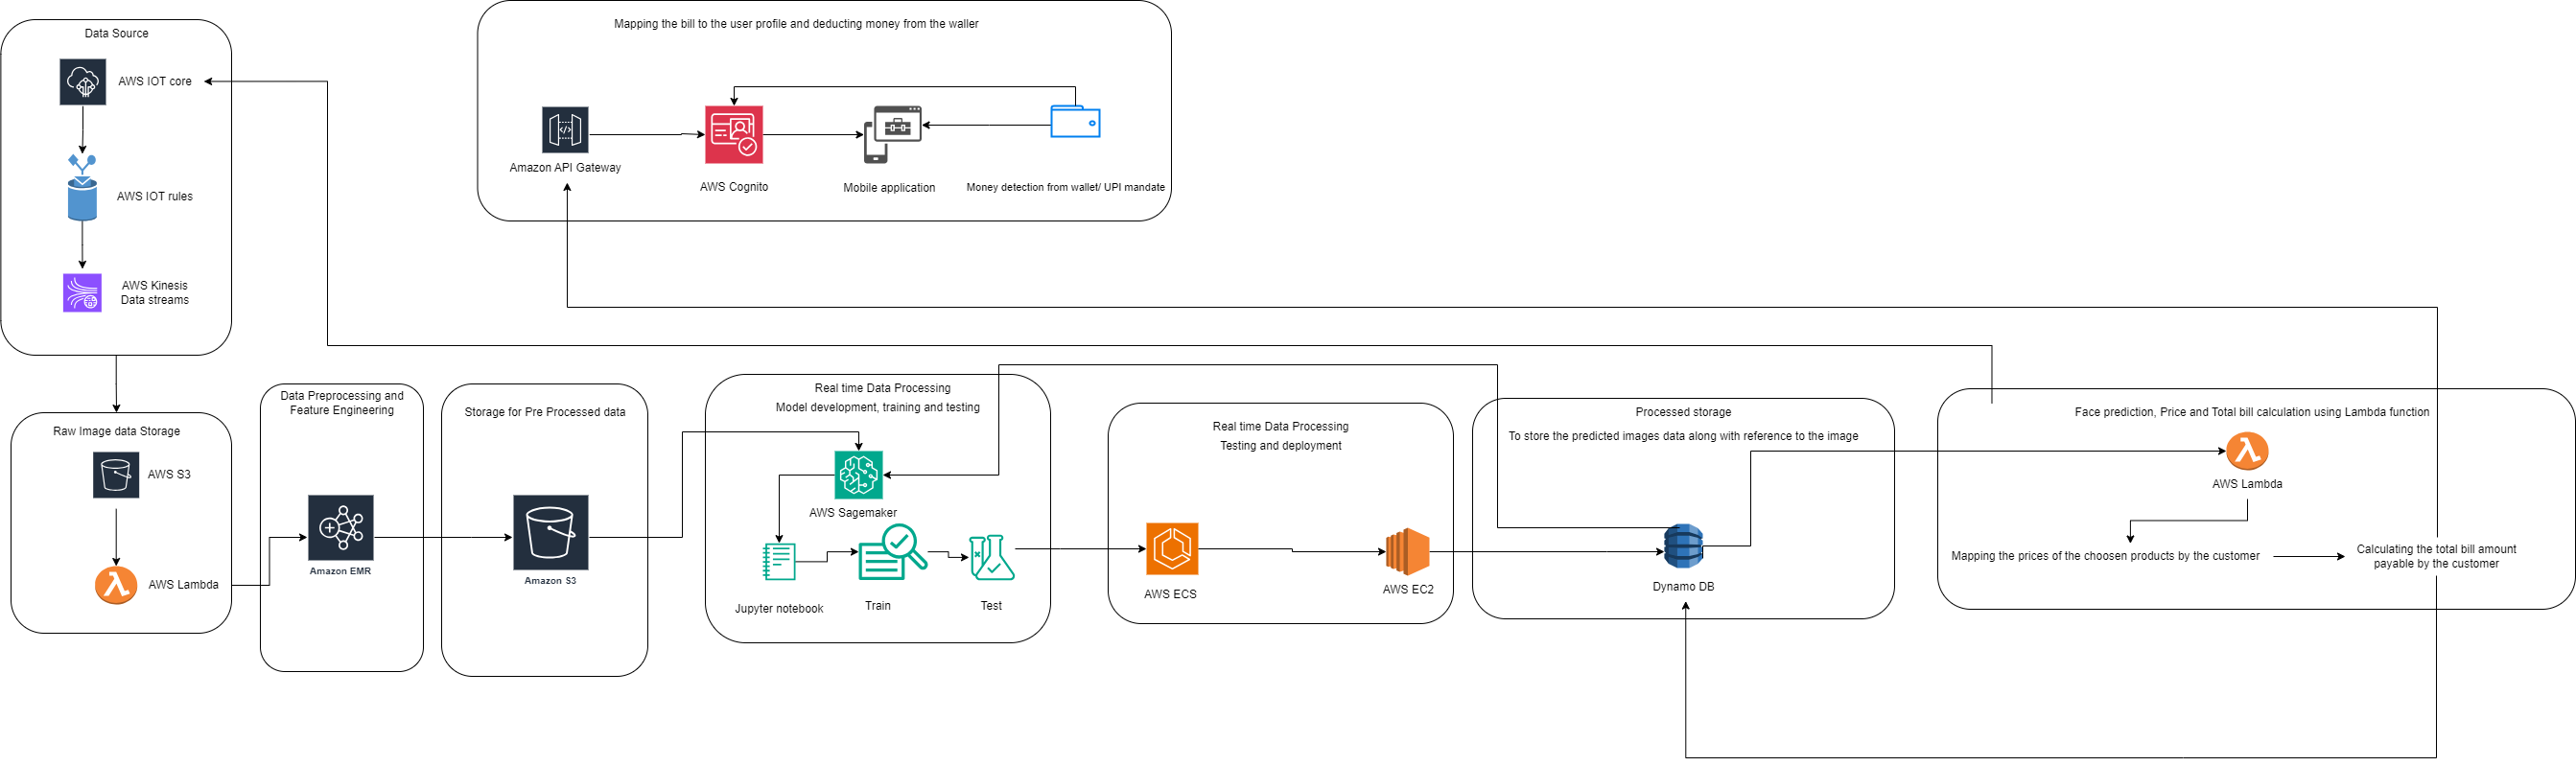 Data Source
AWS IOT core
AWS IOT rules
AWS Kinesis
Data streams
Mapping the bill to the user profile and deducting money from the waller
Amazon API Gateway
AWS Cognito
Mobile application
Money detection from wallet/ UPI mandate
Raw Image data Storage
AWS S3
AWS Lambda
Data Preprocessing and
Feature Engineering
Amazon EMR
Storage for Pre Processed data
Amazon S3
Real time Data Processing
Model development, training and testing
AWS Sagemaker
Jupyter notebook
Train
Test
Real time Data Processing
Testing and deployment
AWS ECS
AWS EC2
Processed storage
To store the predicted images data along with reference to the image
Dynamo DB
Face prediction, Price and Total bill calculation using Lambda function
AWS Lambda
Mapping the prices of the choosen products by the customer
Calculating the total bill amount
payable by the customer